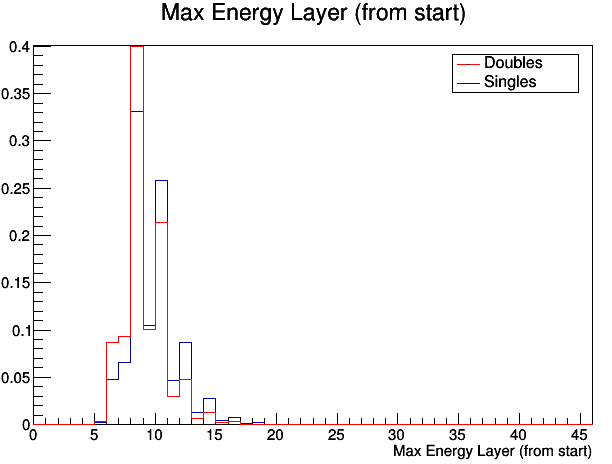 Max Energy Layer (from start)
Doubles
Singles
0.4
0.35
0.3
0.25
0.2
0.15
0.1
0.05
0
0 5 10 15 20 25 30 35 40 45
Max Energy Layer (from start)